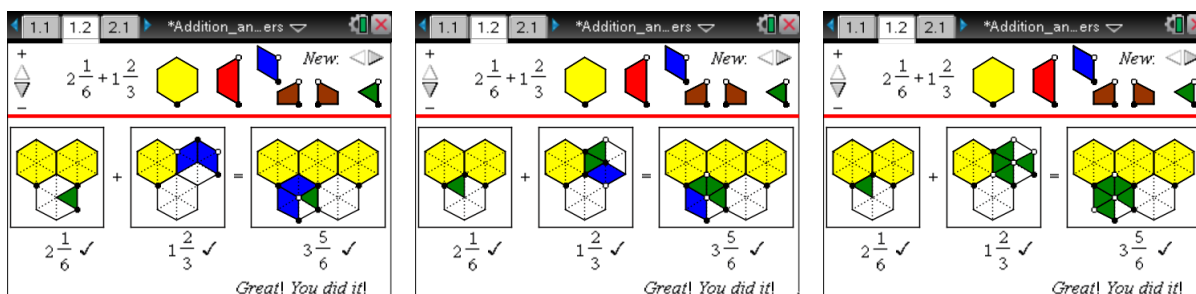 1.1 1.2 2.1 *Addition_an…ers
+
2 1/6 + 1 2/3 New:
−
+ =
2 1/6 ✓ 1 2/3 ✓ 3 5/6 ✓
Great! You did it!
1.1 1.2 2.1 *Addition_an…ers
+
2 1/6 + 1 2/3 New:
−
+ =
2 1/6 ✓ 1 2/3 ✓ 3 5/6 ✓
Great! You did it!
1.1 1.2 2.1 *Addition_an…ers
+
2 1/6 + 1 2/3 New:
−
+ =
2 1/6 ✓ 1 2/3 ✓ 3 5/6 ✓
Great! You did it!